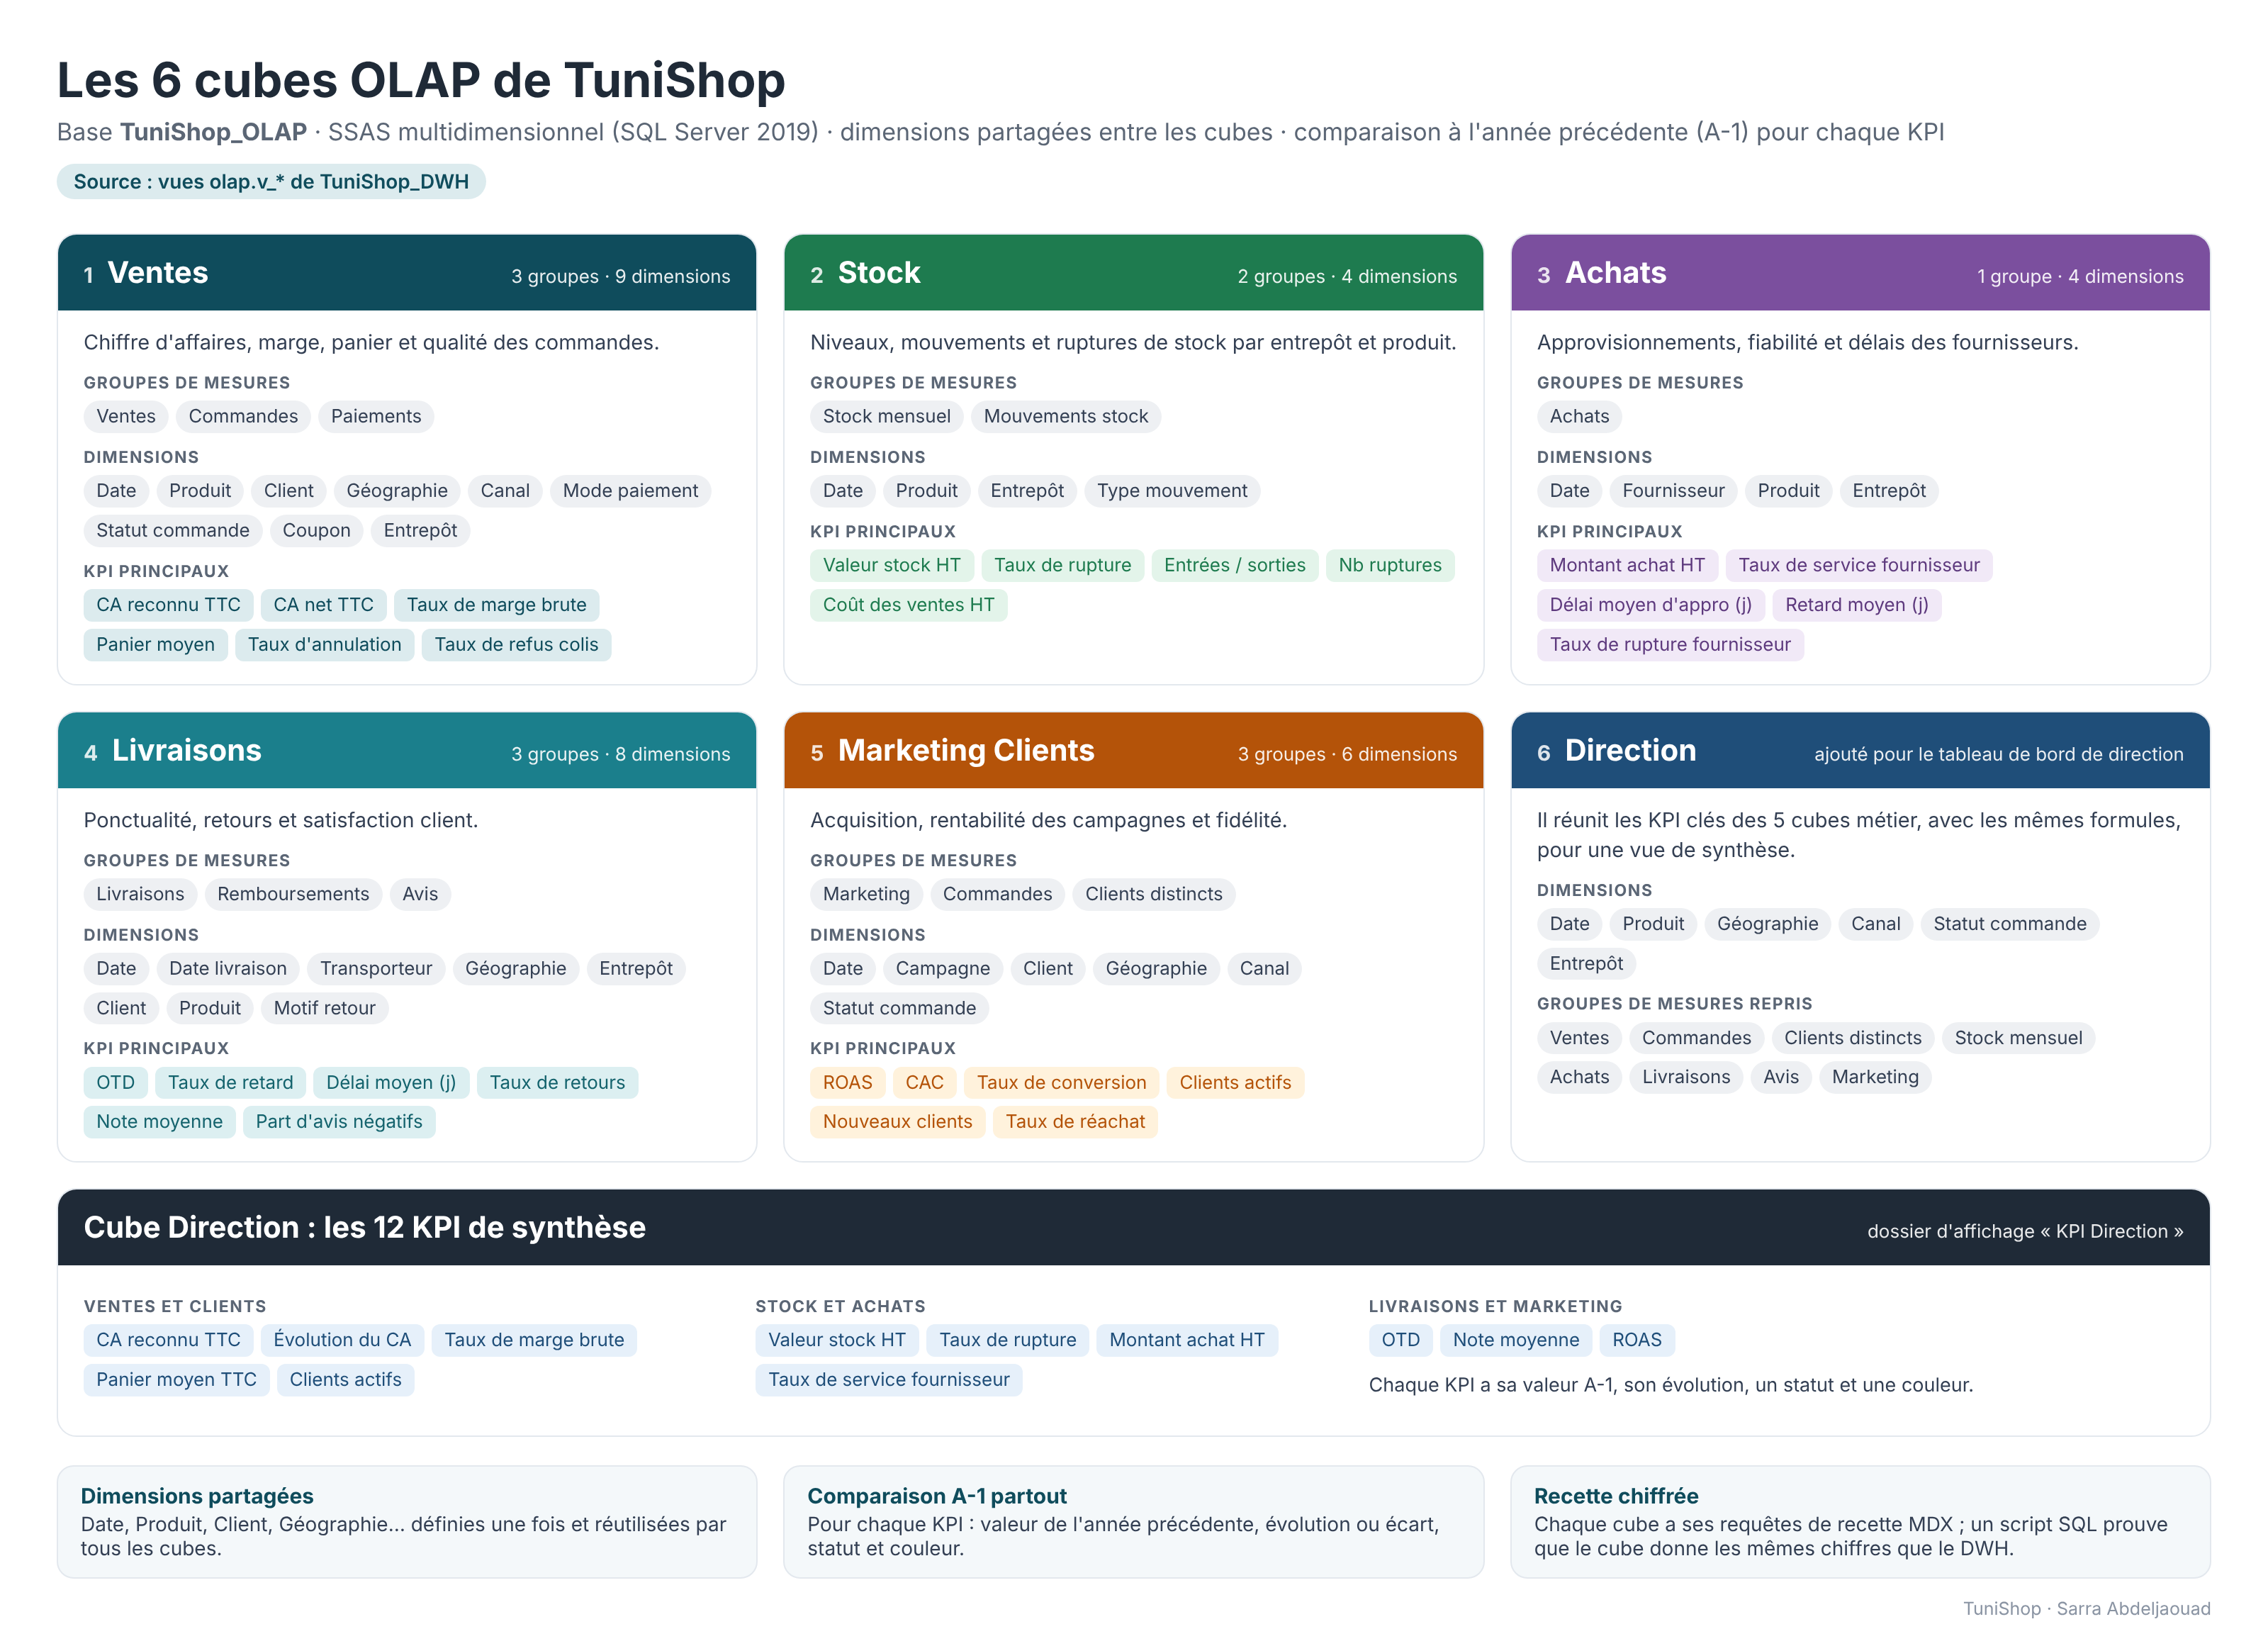 Les 6 cubes OLAP de TuniShop
Base TuniShop_OLAP · SSAS multidimensionnel (SQL Server 2019) · dimensions partagées entre les cubes · comparaison à l'année précédente (A-1) pour chaque KPI
Source : vues olap.v_* de TuniShop_DWH
1 Ventes 3 groupes · 9 dimensions
Chiffre d'affaires, marge, panier et qualité des commandes.
GROUPES DE MESURES
Ventes Commandes Paiements
DIMENSIONS
Date Produit Client Géographie Canal Mode paiement
Statut commande Coupon Entrepôt
KPI PRINCIPAUX
CA reconnu TTC CA net TTC Taux de marge brute
Panier moyen Taux d'annulation Taux de refus colis
2 Stock 2 groupes · 4 dimensions
Niveaux, mouvements et ruptures de stock par entrepôt et produit.
GROUPES DE MESURES
Stock mensuel Mouvements stock
DIMENSIONS
Date Produit Entrepôt Type mouvement
KPI PRINCIPAUX
Valeur stock HT Taux de rupture Entrées / sorties Nb ruptures
Coût des ventes HT
3 Achats 1 groupe · 4 dimensions
Approvisionnements, fiabilité et délais des fournisseurs.
GROUPES DE MESURES
Achats
DIMENSIONS
Date Fournisseur Produit Entrepôt
KPI PRINCIPAUX
Montant achat HT Taux de service fournisseur
Délai moyen d'appro (j) Retard moyen (j)
Taux de rupture fournisseur
4 Livraisons 3 groupes · 8 dimensions
Ponctualité, retours et satisfaction client.
GROUPES DE MESURES
Livraisons Remboursements Avis
DIMENSIONS
Date Date livraison Transporteur Géographie Entrepôt
Client Produit Motif retour
KPI PRINCIPAUX
OTD Taux de retard Délai moyen (j) Taux de retours
Note moyenne Part d'avis négatifs
5 Marketing Clients 3 groupes · 6 dimensions
Acquisition, rentabilité des campagnes et fidélité.
GROUPES DE MESURES
Marketing Commandes Clients distincts
DIMENSIONS
Date Campagne Client Géographie Canal
Statut commande
KPI PRINCIPAUX
ROAS CAC Taux de conversion Clients actifs
Nouveaux clients Taux de réachat
6 Direction ajouté pour le tableau de bord de direction
Il réunit les KPI clés des 5 cubes métier, avec les mêmes formules,
pour une vue de synthèse.
DIMENSIONS
Date Produit Géographie Canal Statut commande
Entrepôt
GROUPES DE MESURES REPRIS
Ventes Commandes Clients distincts Stock mensuel
Achats Livraisons Avis Marketing
Cube Direction : les 12 KPI de synthèse dossier d'affichage « KPI Direction »
VENTES ET CLIENTS
CA reconnu TTC Évolution du CA Taux de marge brute
Panier moyen TTC Clients actifs
STOCK ET ACHATS
Valeur stock HT Taux de rupture Montant achat HT
Taux de service fournisseur
LIVRAISONS ET MARKETING
OTD Note moyenne ROAS
Chaque KPI a sa valeur A-1, son évolution, un statut et une couleur.
Dimensions partagées
Date, Produit, Client, Géographie... définies une fois et réutilisées par
tous les cubes.
Comparaison A-1 partout
Pour chaque KPI : valeur de l'année précédente, évolution ou écart,
statut et couleur.
Recette chiffrée
Chaque cube a ses requêtes de recette MDX ; un script SQL prouve
que le cube donne les mêmes chiffres que le DWH.
TuniShop · Sarra Abdeljaouad